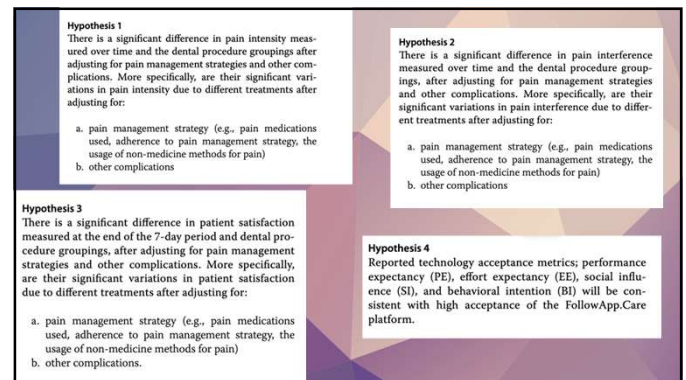 Hypothesis 1
There is a significant difference in pain intensity meas-
ured over time and the dental procedure groupings after
adjusting for pain management strategies and other com-
plications. More specifically, are their significant vari-
ations in pain intensity due to different treatments after
adjusting for:
a. pain management strategy (e.g., pain medications
used, adherence to pain management strategy, the
usage of non-medicine methods for pain)
b. other complications
Hypothesis 2
There is a significant difference in pain interference
measured over time and the dental procedure group-
ings, after adjusting for pain management strategies
and other complications. More specifically, are their
significant variations in pain interference due to differ-
ent treatments after adjusting for:
a. pain management strategy (e.g., pain medications
used, adherence to pain management strategy, the
usage of non-medicine methods for pain)
b. other complications
Hypothesis 3
There is a significant difference in patient satisfaction
measured at the end of the 7-day period and dental pro-
cedure groupings, after adjusting for pain management
strategies and other complications. More specifically,
are their significant variations in patient satisfaction
due to different treatments after adjusting for:
a. pain management strategy (e.g., pain medications
used, adherence to pain management strategy, the
usage of non-medicine methods for pain)
b. other complications.
Hypothesis 4
Reported technology acceptance metrics; performance
expectancy (PE), effort expectancy (EE), social influ-
ence (SI), and behavioral intention (BI) will be con-
sistent with high acceptance of the FollowApp.Care
platform.